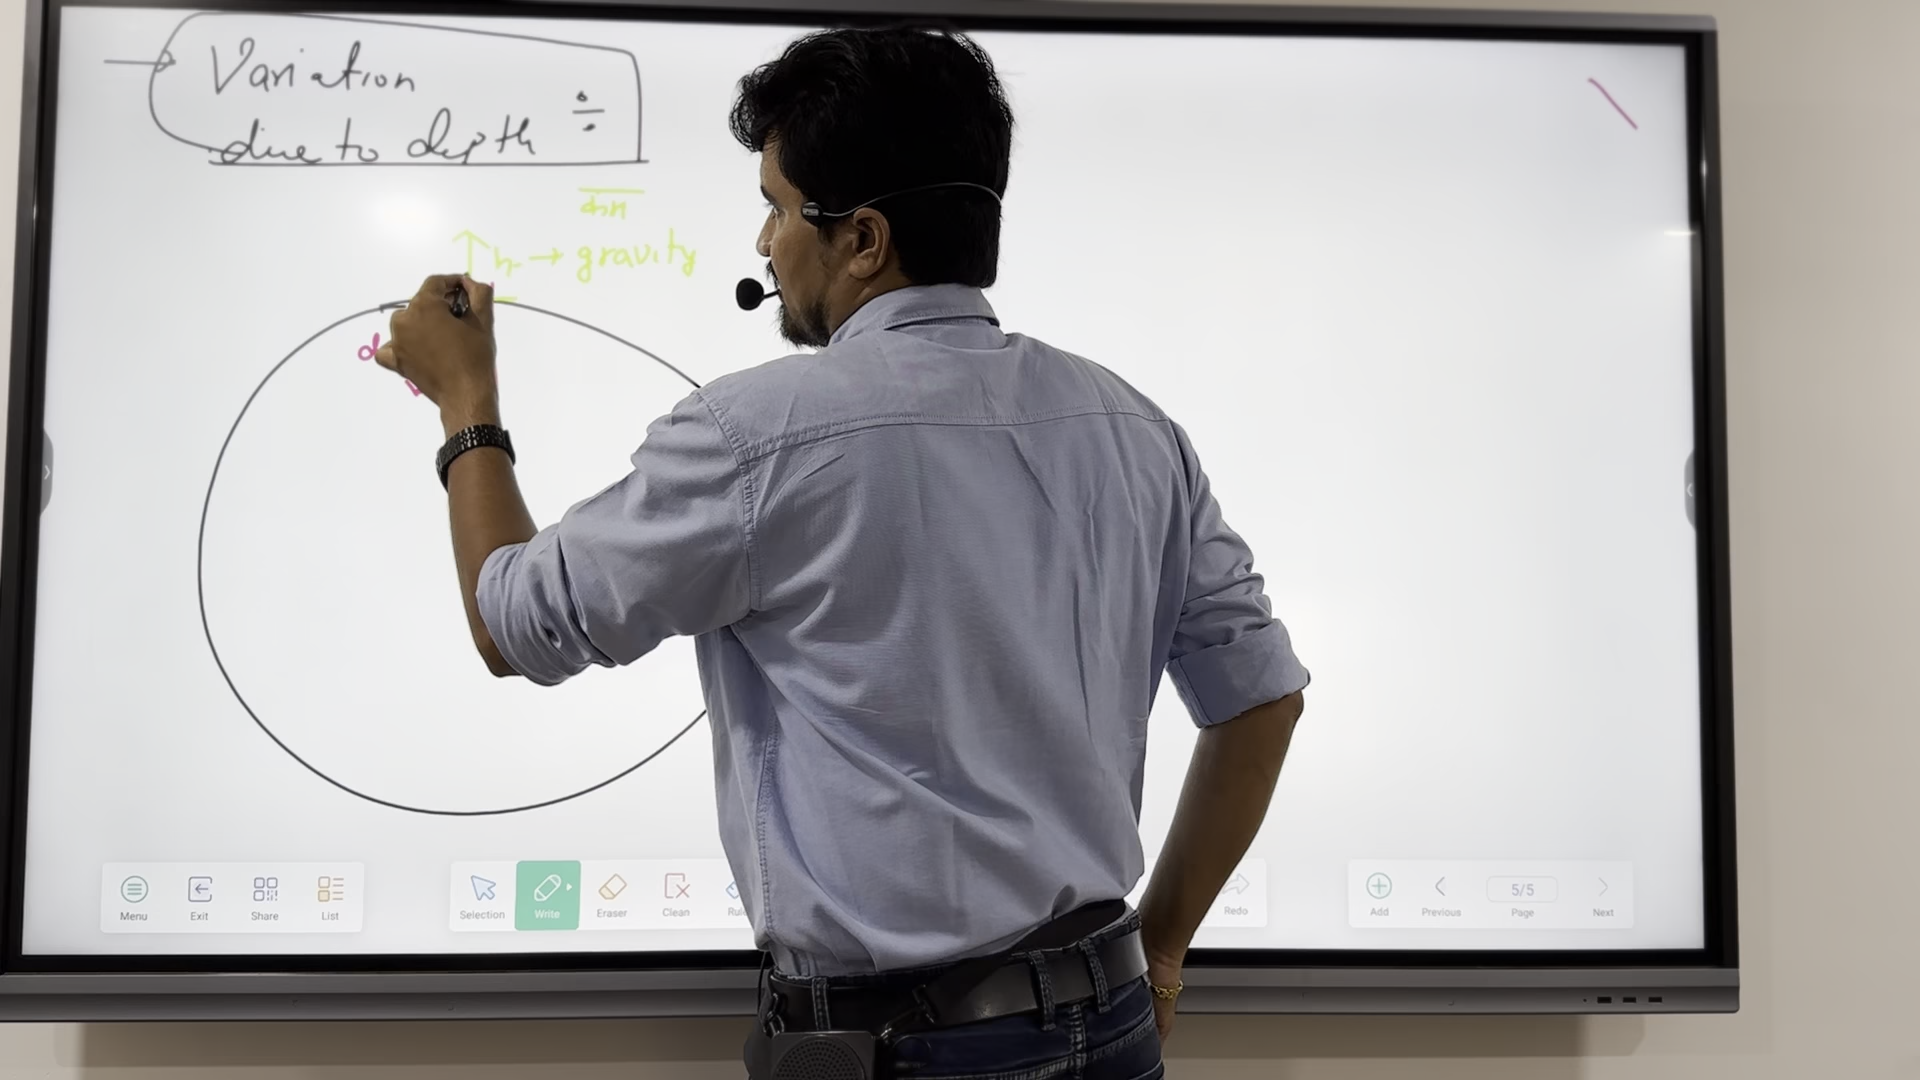 Variation
due to depth ÷
h → gravity
d
Menu
Exit
Share
List
Selection
Write
Eraser
Clean
Redo
Add
Previous
5/5
Page
Next